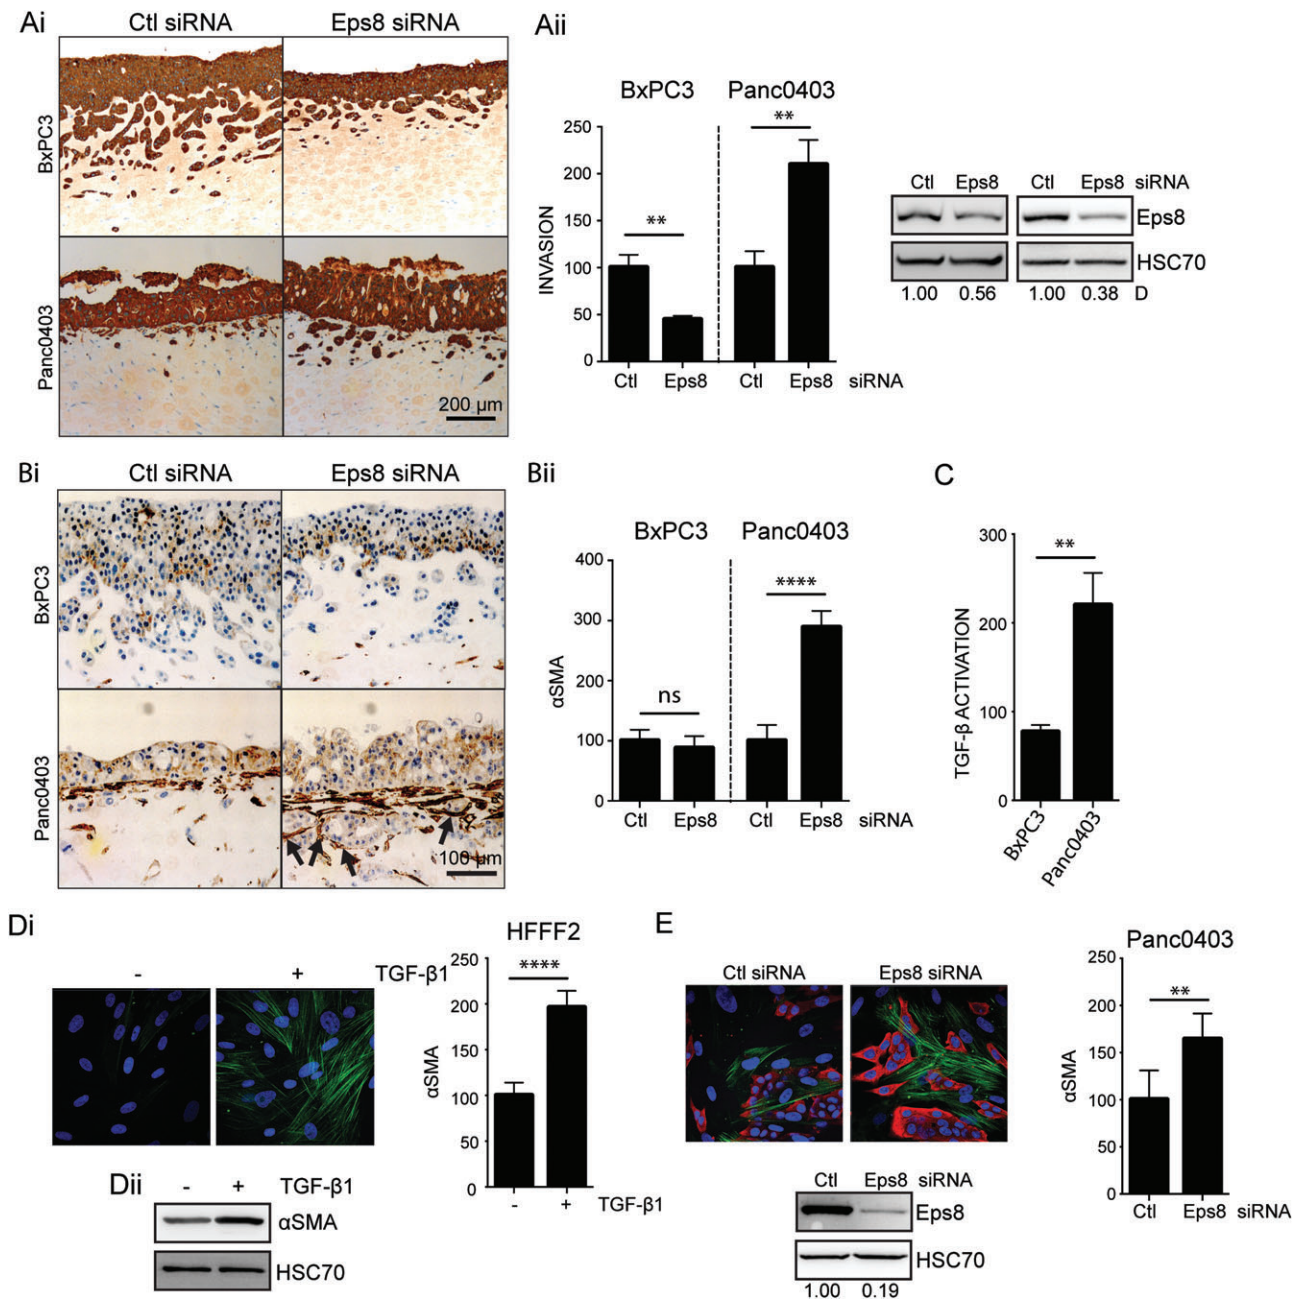 Ai
Ctl siRNA
Eps8 siRNA
BxPC3
Panc0403
200 µm
Aii
BxPC3
Panc0403
INVASION
250
200
150
100
50
0
**
**
Ctl
Eps8
Ctl
Eps8
siRNA
Ctl
Eps8
Ctl
Eps8
siRNA
Eps8
HSC70
1.00
0.56
1.00
0.38
D
Bi
Ctl siRNA
Eps8 siRNA
BxPC3
Panc0403
100 µm
Bii
BxPC3
Panc0403
αSMA
400
300
200
100
0
ns
****
Ctl
Eps8
Ctl
Eps8
siRNA
C
TGF-β ACTIVATION
300
200
100
0
**
BxPC3
Panc0403
Di
-
+
TGF-β1
HFFF2
αSMA
250
200
150
100
50
0
****
-
+
TGF-β1
Dii
-
+
TGF-β1
αSMA
HSC70
E
Ctl siRNA
Eps8 siRNA
Ctl
Eps8
siRNA
Eps8
HSC70
1.00
0.19
Panc0403
αSMA
250
200
150
100
50
0
**
Ctl
Eps8
siRNA